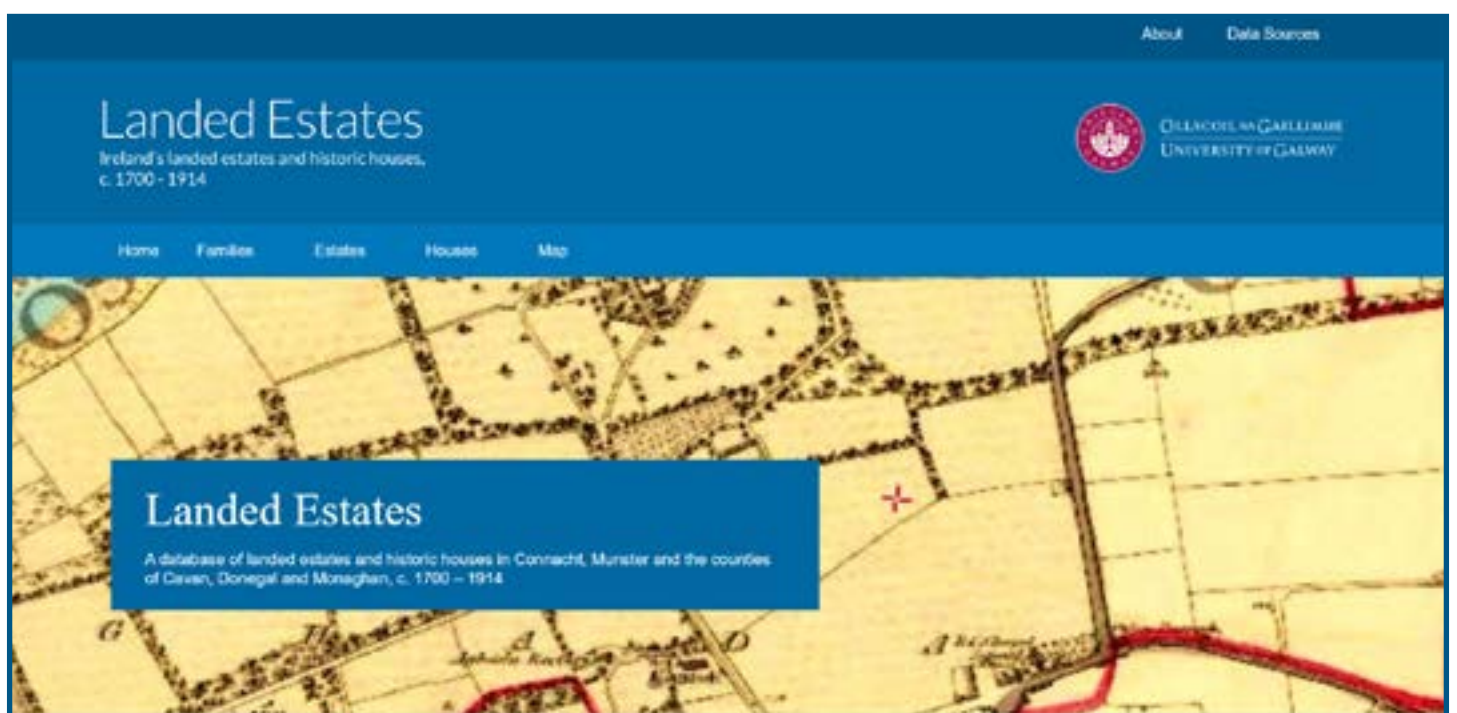 About Data Sources
Landed Estates
Ireland's landed estates and historic houses,
c. 1700 - 1914
OLLSCOIL NA GAILLIMHE
UNIVERSITY OF GALWAY
Home Families Estates Houses Map
Landed Estates
A database of landed estates and historic houses in Connacht, Munster and the counties
of Cavan, Donegal and Monaghan, c. 1700 – 1914
G H A D A